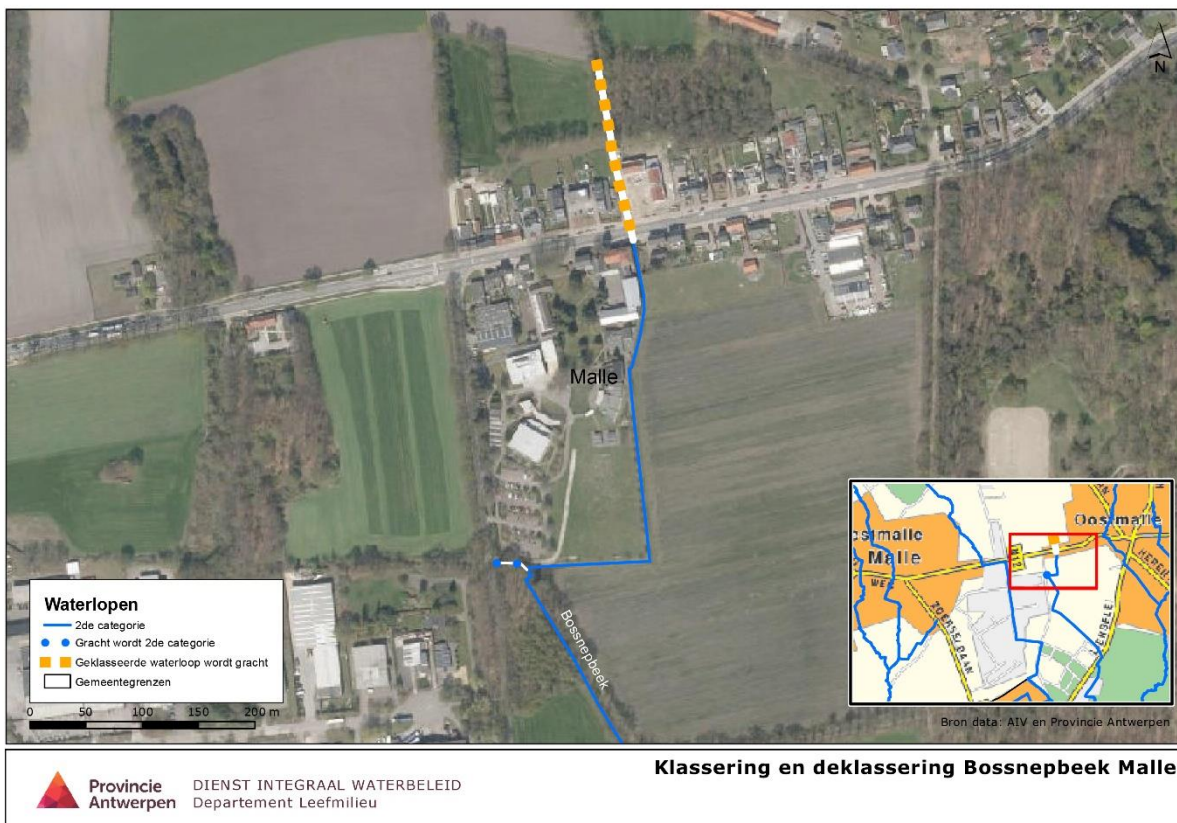 N
Malle
Bossnepbeek
Waterlopen
2de categorie
Gracht wordt 2de categorie
Geklasseerde waterloop wordt gracht
Gemeentegrenzen
0 50 100 150 200 m
Oostmalle
Malle
N12
Bron data: AIV en Provincie Antwerpen
Klassering en deklassering Bossnepbeek Malle
Provincie
Antwerpen
DIENST INTEGRAAL WATERBELEID
Departement Leefmilieu